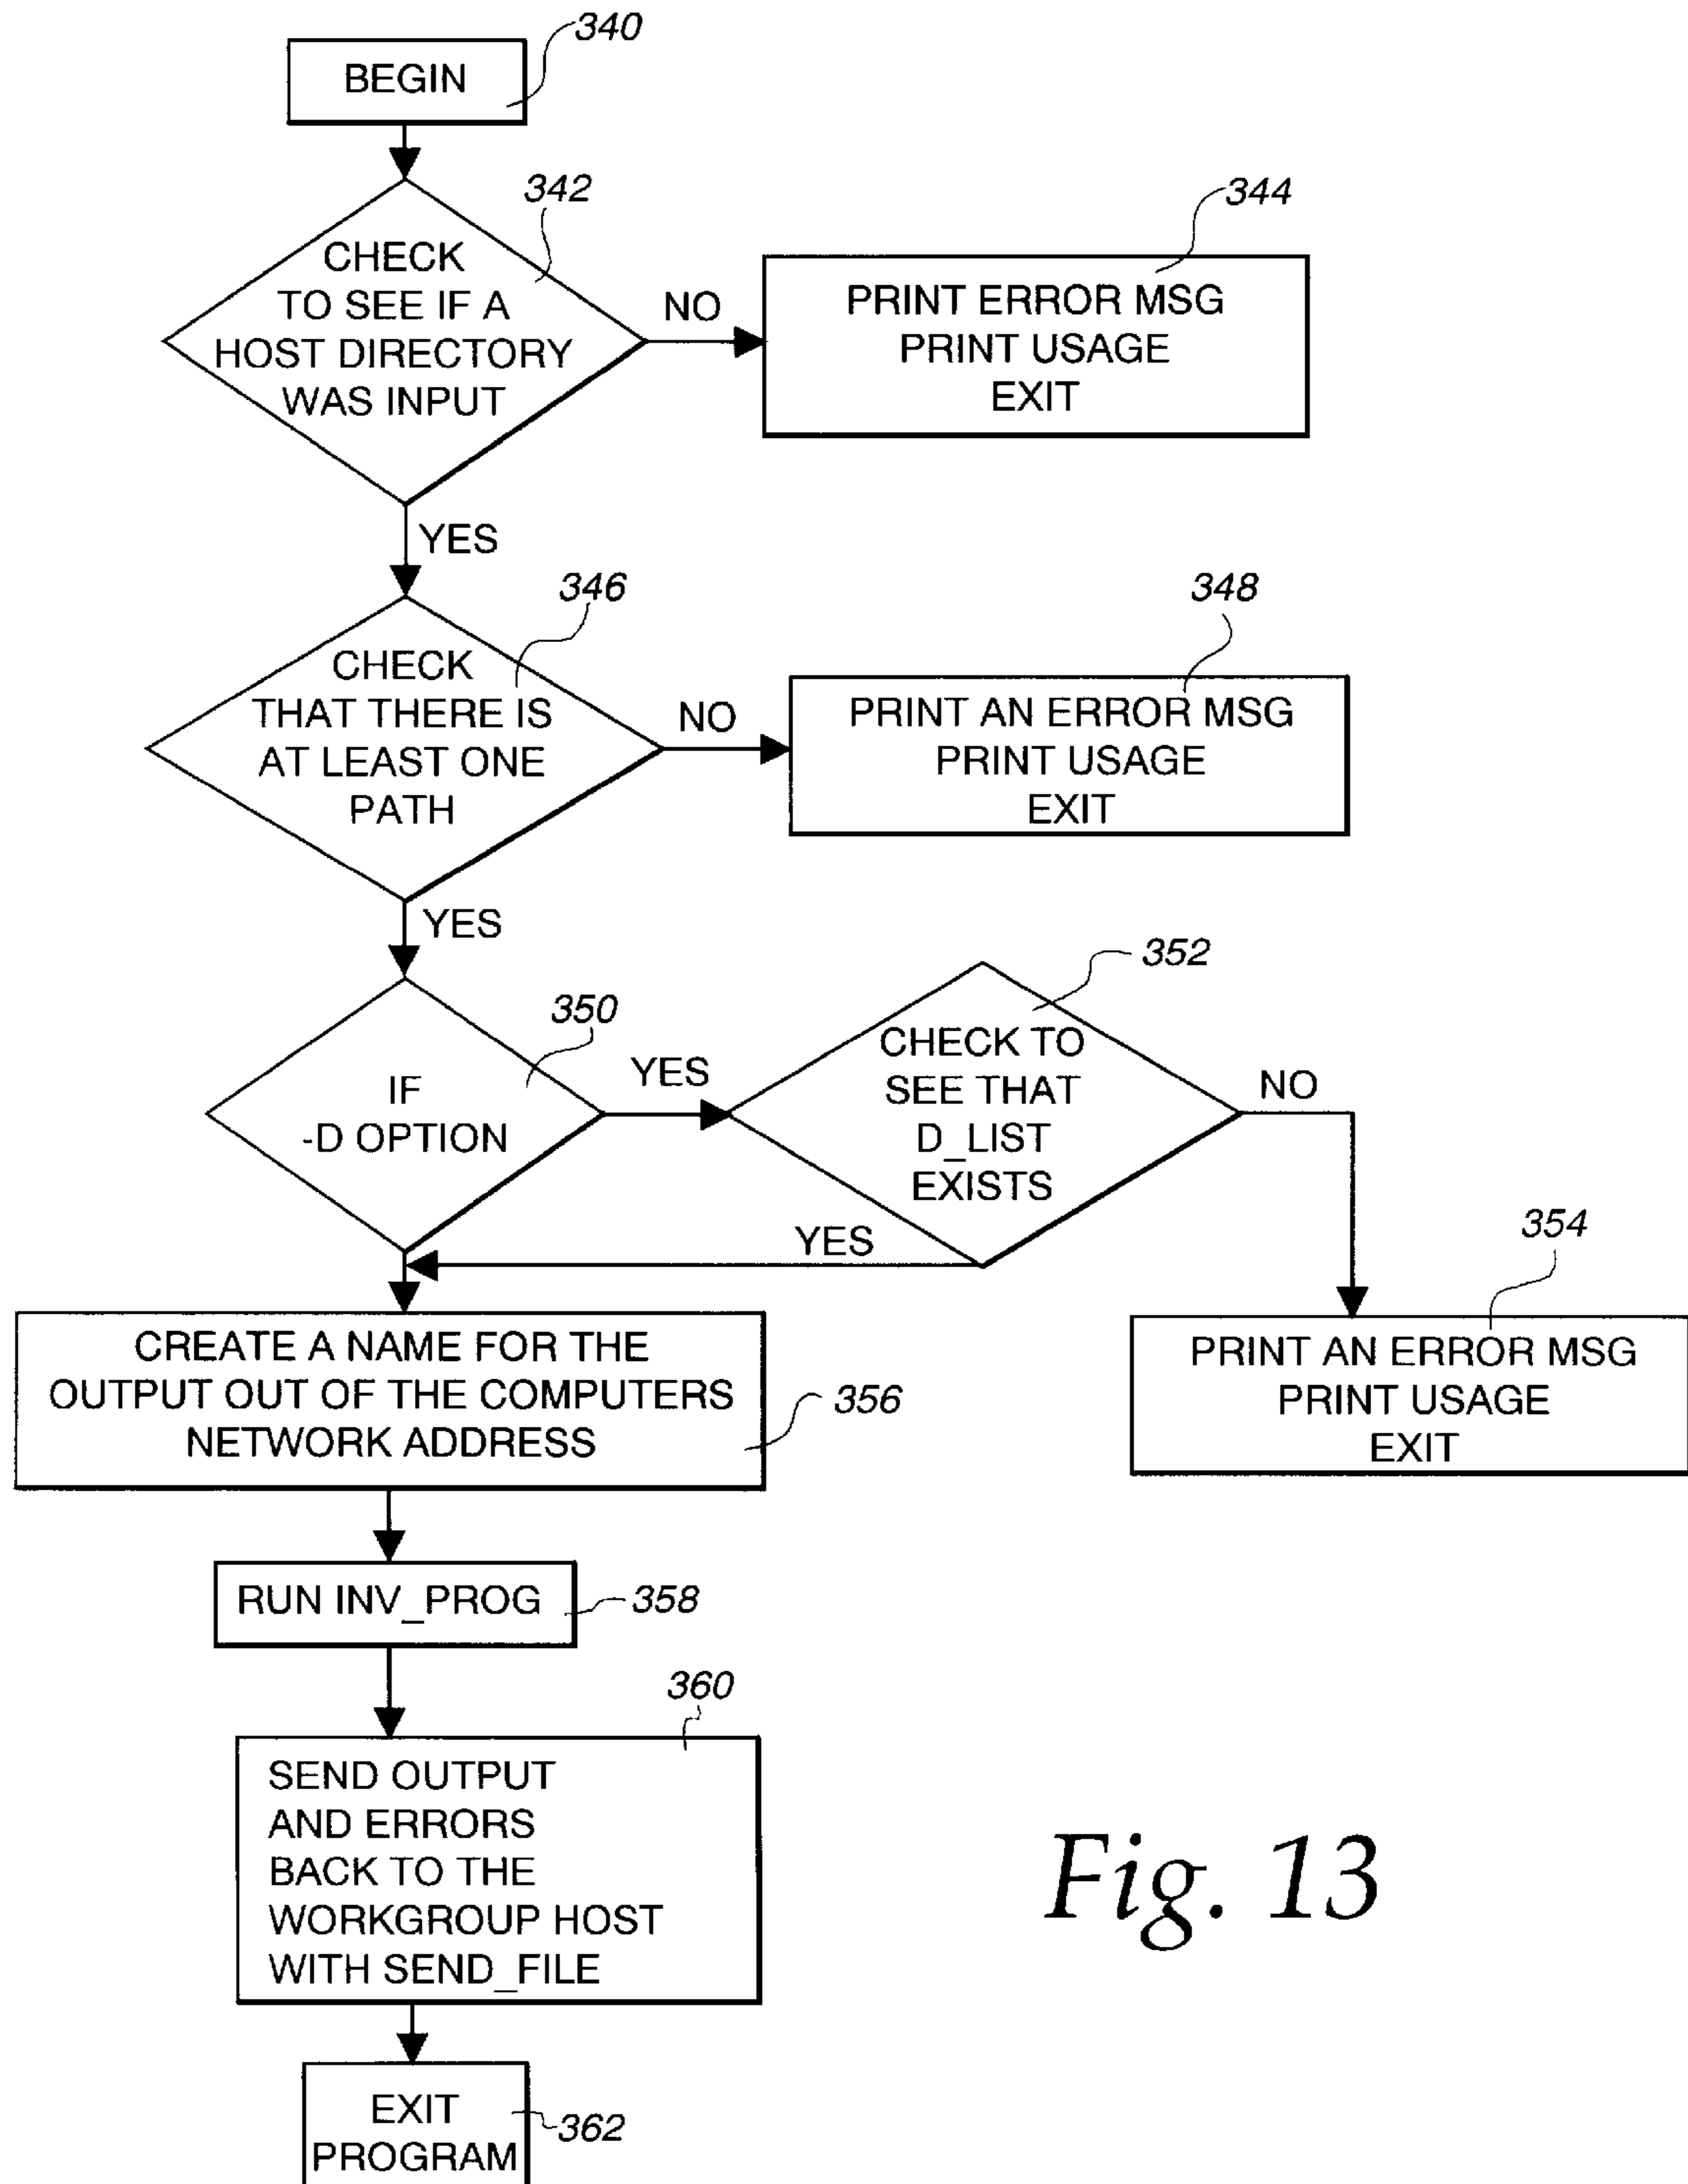 340
BEGIN
342
CHECK
TO SEE IF A
HOST DIRECTORY
WAS INPUT
NO
344
PRINT ERROR MSG
PRINT USAGE
EXIT
YES
346
CHECK
THAT THERE IS
AT LEAST ONE
PATH
NO
348
PRINT AN ERROR MSG
PRINT USAGE
EXIT
YES
350
IF
-D OPTION
YES
352
CHECK TO
SEE THAT
D_LIST
EXISTS
NO
YES
354
PRINT AN ERROR MSG
PRINT USAGE
EXIT
CREATE A NAME FOR THE
OUTPUT OUT OF THE COMPUTERS
NETWORK ADDRESS
356
RUN INV_PROG
358
360
SEND OUTPUT
AND ERRORS
BACK TO THE
WORKGROUP HOST
WITH SEND_FILE
Fig. 13
EXIT
PROGRAM
362